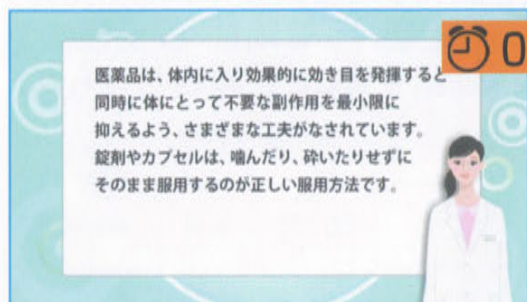 0
医薬品は、体内に入り効果的に効き目を発揮すると
同時に体にとって不要な副作用を最小限に
抑えるよう、さまざまな工夫がなされています。
錠剤やカプセルは、噛んだり、砕いたりせずに
そのまま服用するのが正しい服用方法です。